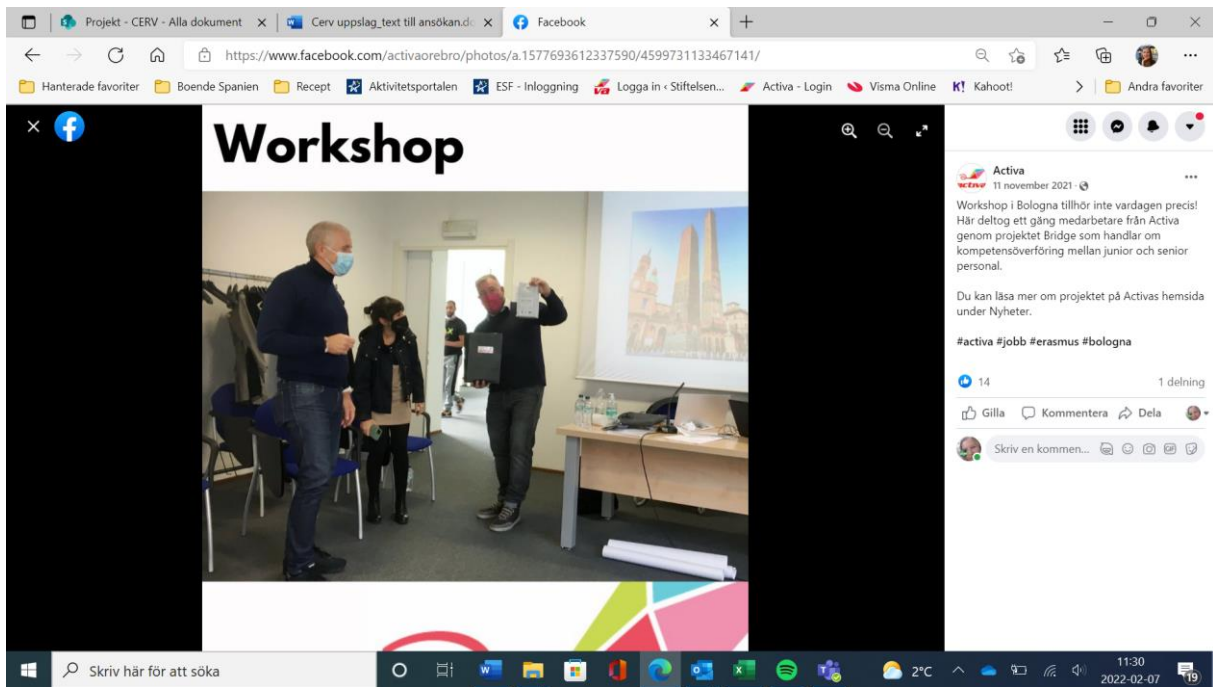 Projekt - CERV - Alla dokument
Cerv uppslag_text till ansökan.do
Facebook
https://www.facebook.com/activaorebro/photos/a.1577693612337590/4599731133467141/
Hanterade favoriter
Boende Spanien
Recept
Aktivitetsportalen
ESF - Inloggning
Logga in ‹ Stiftelsen...
Activa - Login
Visma Online
K! Kahoot!
Andra favoriter
Workshop
Activa
11 november 2021 ·
Workshop i Bologna tillhör inte vardagen precis!
Här deltog ett gäng medarbetare från Activa
genom projektet Bridge som handlar om
kompetensöverföring mellan junior och senior
personal.
Du kan läsa mer om projektet på Activas hemsida
under Nyheter.
#activa #jobb #erasmus #bologna
14
1 delning
Gilla
Kommentera
Dela
Skriv en kommen...
GIF
Skriv här för att söka
2°C
11:30
2022-02-07
19